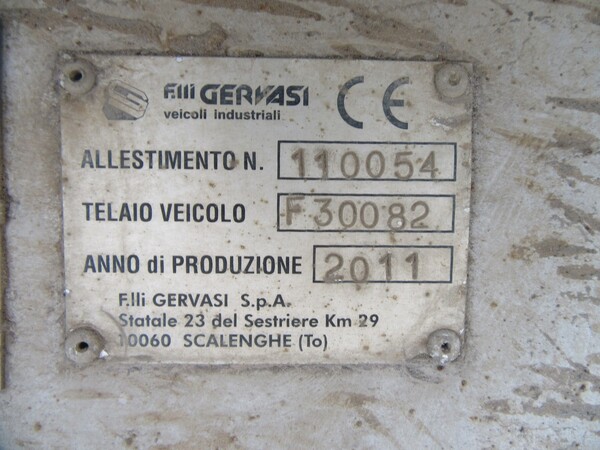 F.lli GERVASI CE
veicoli industriali
ALLESTIMENTO N. 110054
TELAIO VEICOLO F30082
ANNO di PRODUZIONE 2011
F.lli GERVASI S.p.A.
Statale 23 del Sestriere Km 29
10060 SCALENGHE (To)